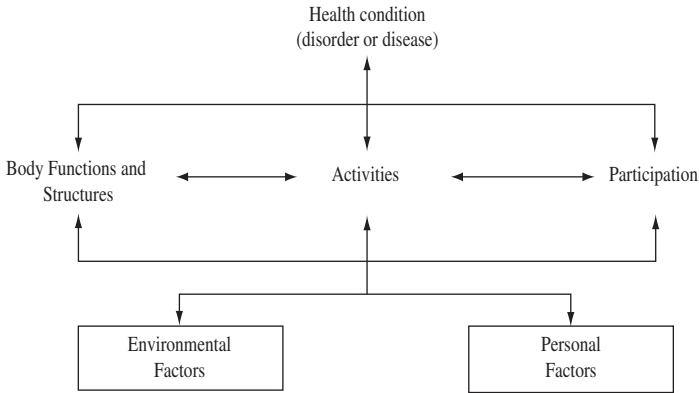 Health condition
(disorder or disease)
Body Functions and
Structures
Activities
Participation
Environmental
Factors
Personal
Factors